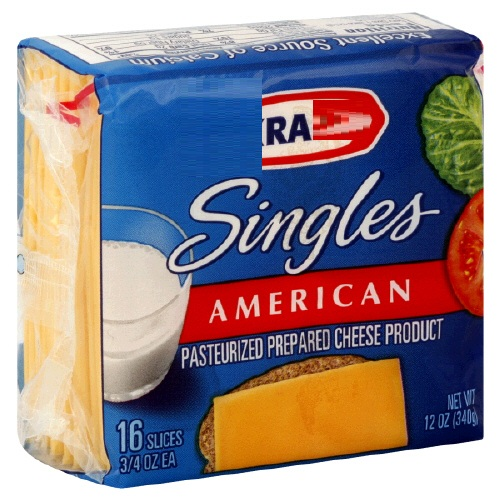 Excellent Source of Calcium
KRA
Singles
AMERICAN
PASTEURIZED PREPARED CHEESE PRODUCT
16 SLICES
3/4 OZ EA
NET WT
12 OZ (340g)